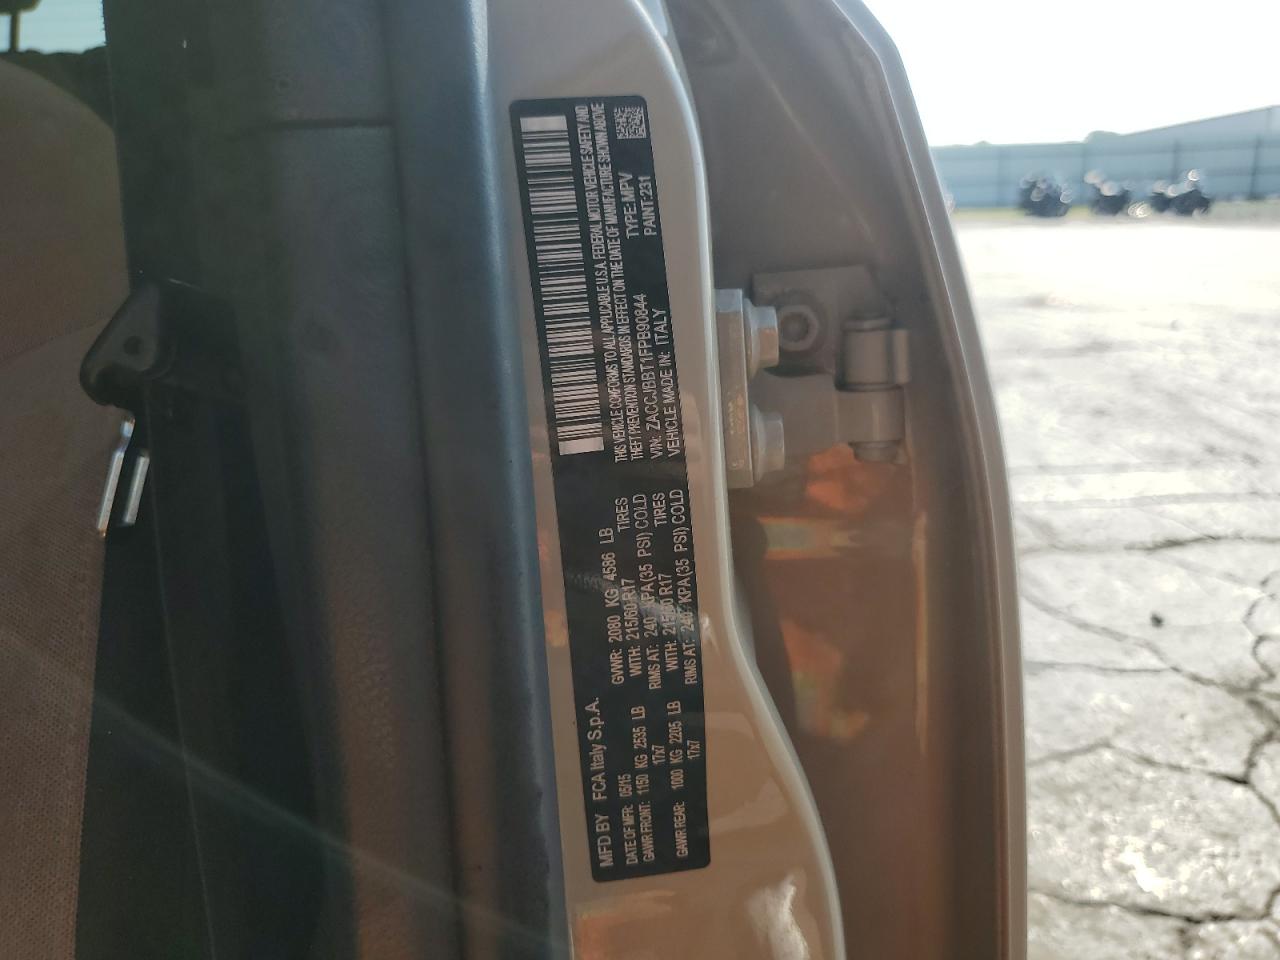 MFD BY FCA Italy S.p.A.
DATE OF MFR: 05/15 GVWR: 2080 KG 4586 LB
GAWR FRONT: 1150 KG 2535 LB WITH: 215/60 R17 TIRES
17x7 RIMS AT: 240 KPA (35 PSI) COLD
GAWR REAR: 1000 KG 2205 LB WITH: 215/60 R17 TIRES
17x7 RIMS AT: 240 KPA (35 PSI) COLD
THIS VEHICLE CONFORMS TO ALL APPLICABLE U.S.A. FEDERAL MOTOR VEHICLE SAFETY AND
THEFT PREVENTION STANDARDS IN EFFECT ON THE DATE OF MANUFACTURE SHOWN ABOVE
VIN: ZACCJBBT1FPB90844 TYPE: MPV
VEHICLE MADE IN: ITALY PAINT: 231